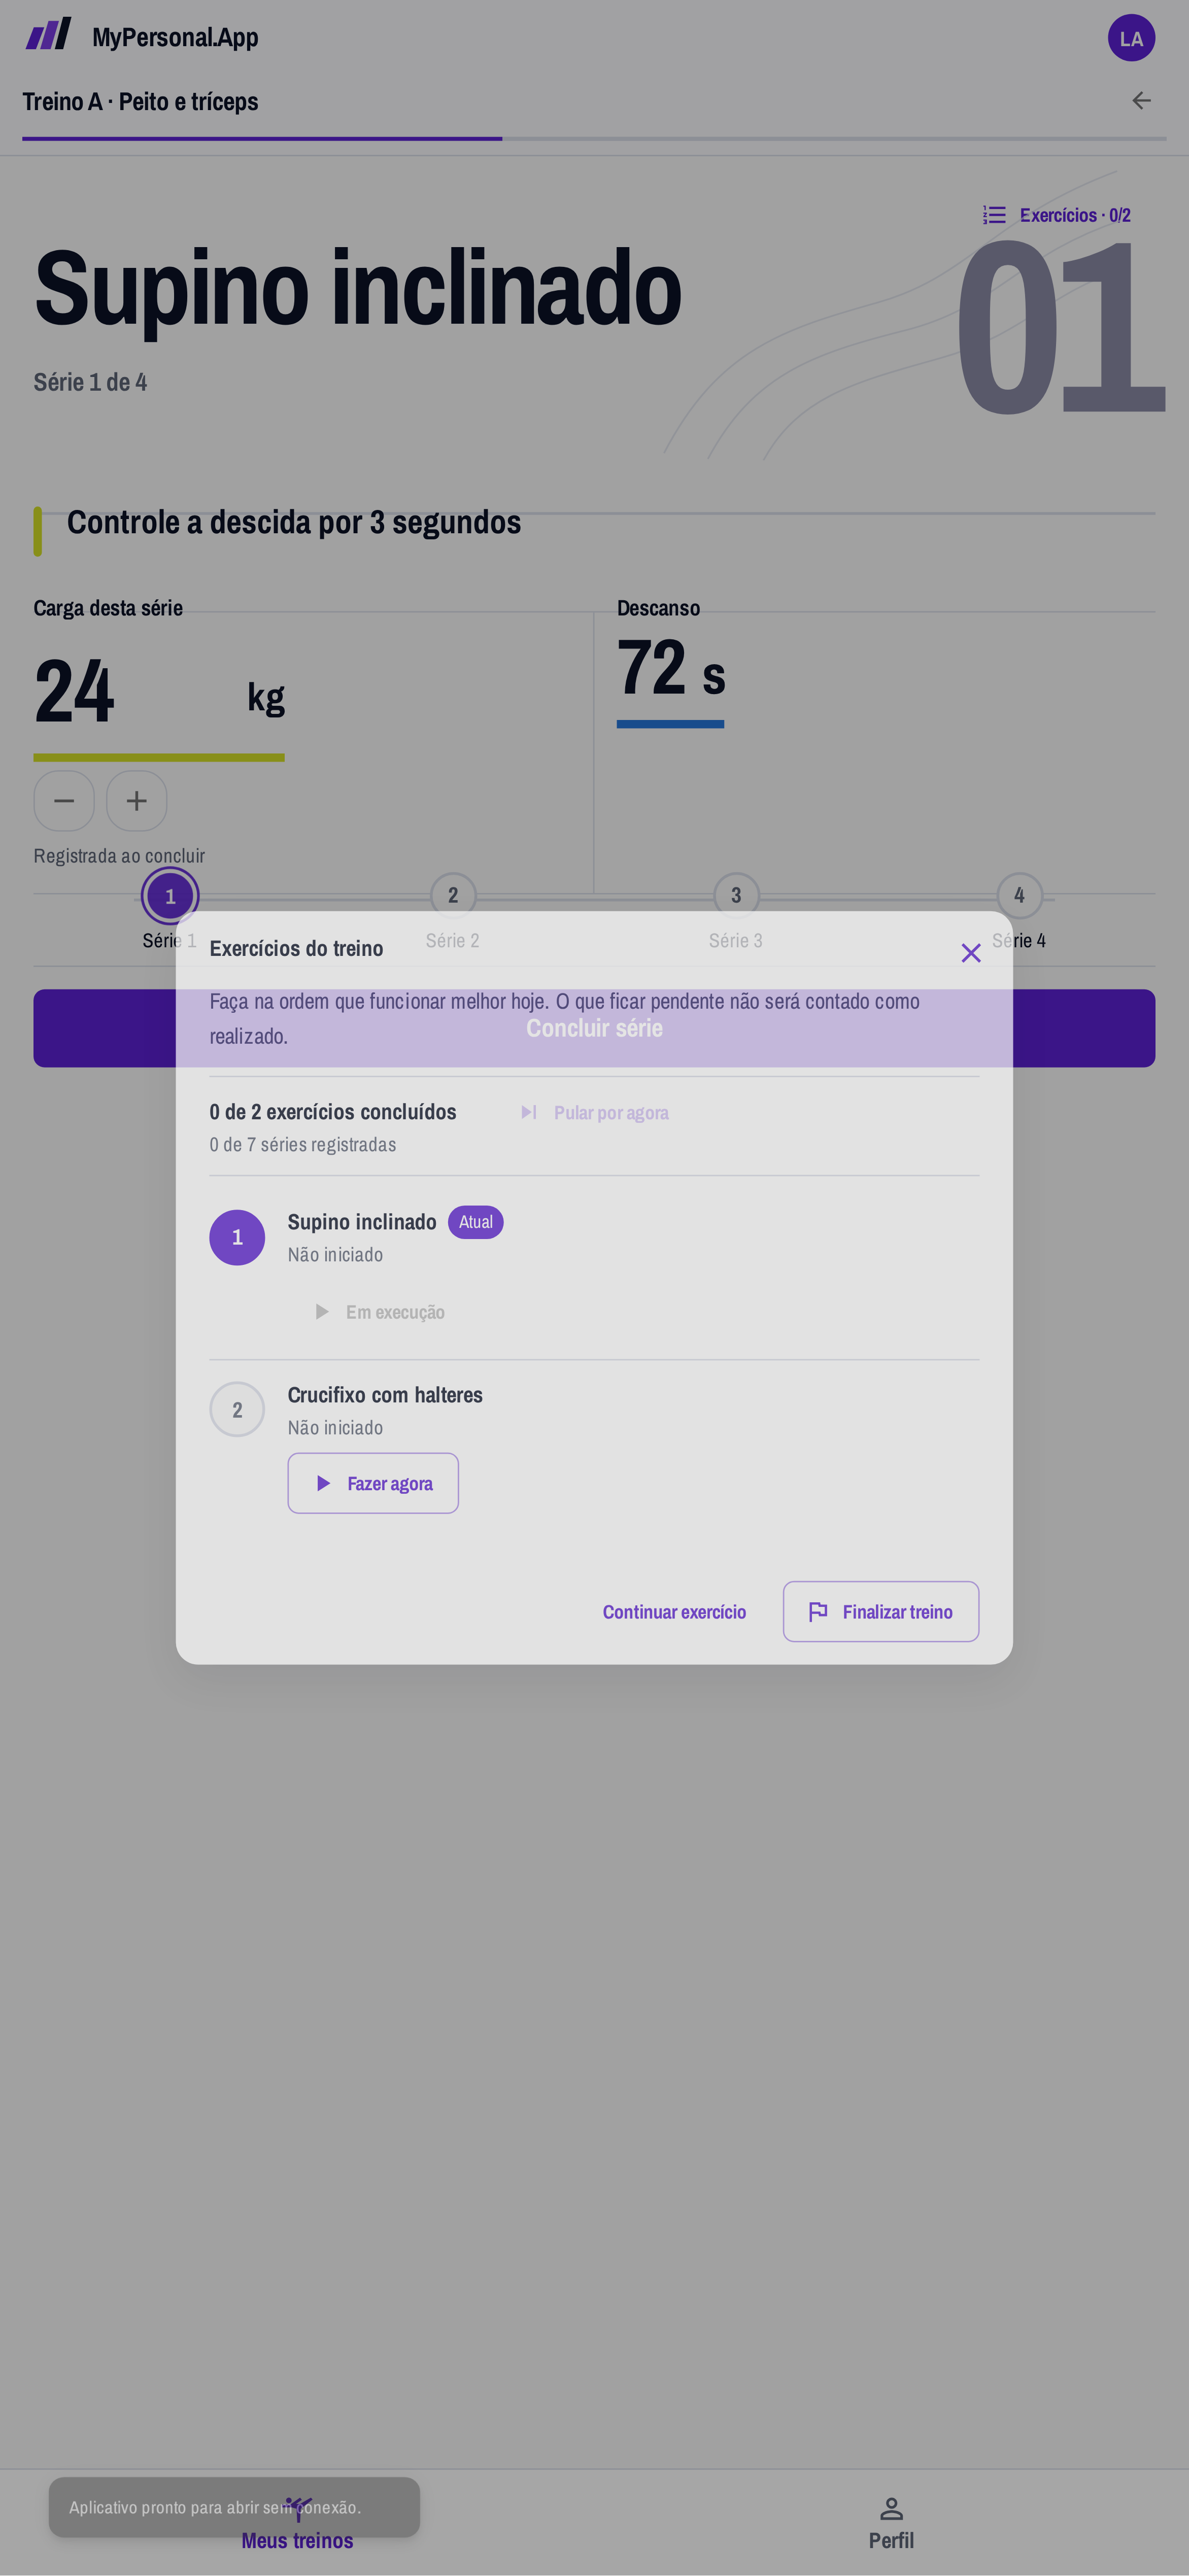 MyPersonal.App
LA
Treino A · Peito e tríceps
Exercícios · 0/2
Supino inclinado
01
Série 1 de 4
Controle a descida por 3 segundos
Carga desta série
Descanso
24 kg
72 s
Registrada ao concluir
1
2
3
4
Série 1
Série 2
Série 3
Série 4
Concluir série
Pular por agora
Exercícios do treino
Faça na ordem que funcionar melhor hoje. O que ficar pendente não será contado como
realizado.
0 de 2 exercícios concluídos
0 de 7 séries registradas
1
Supino inclinado Atual
Não iniciado
Em execução
2
Crucifixo com halteres
Não iniciado
Fazer agora
Continuar exercício
Finalizar treino
Aplicativo pronto para abrir sem conexão.
Meus treinos
Perfil